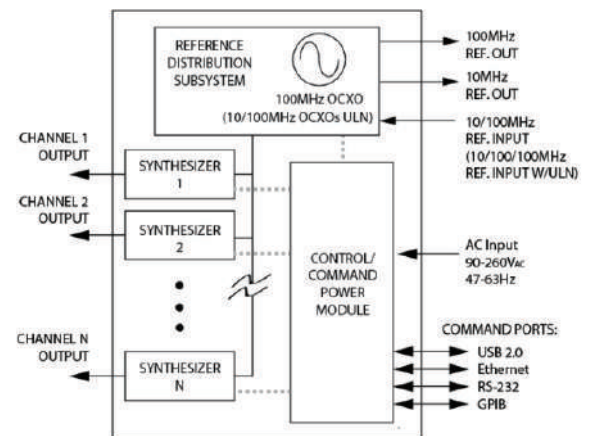 REFERENCE
DISTRIBUTION
SUBSYSTEM
100MHz OCXO
(10/100MHz OCXOs ULN)
100MHz
REF. OUT
10MHz
REF. OUT
10/100MHz
REF. INPUT
(10/100/100MHz
REF. INPUT W/ULN)
CHANNEL 1
OUTPUT
SYNTHESIZER
1
CHANNEL 2
OUTPUT
SYNTHESIZER
2
CHANNEL N
OUTPUT
SYNTHESIZER
N
CONTROL/
COMMAND
POWER
MODULE
AC Input
90-260VAC
47-63Hz
COMMAND PORTS:
USB 2.0
Ethernet
RS-232
GPIB